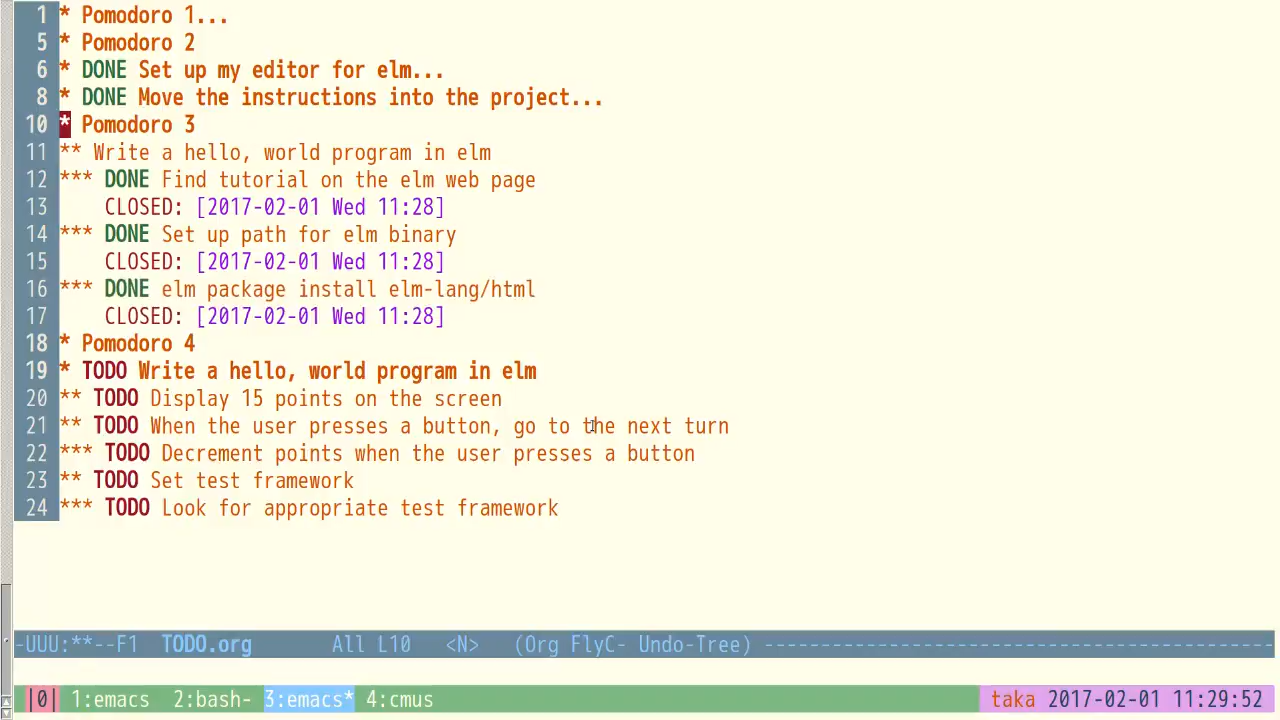 1 * Pomodoro 1...
5 * Pomodoro 2
6 * DONE Set up my editor for elm...
8 * DONE Move the instructions into the project...
10 * Pomodoro 3
11 ** Write a hello, world program in elm
12 *** DONE Find tutorial on the elm web page
13 CLOSED: [2017-02-01 Wed 11:28]
14 *** DONE Set up path for elm binary
15 CLOSED: [2017-02-01 Wed 11:28]
16 *** DONE elm package install elm-lang/html
17 CLOSED: [2017-02-01 Wed 11:28]
18 * Pomodoro 4
19 * TODO Write a hello, world program in elm
20 ** TODO Display 15 points on the screen
21 ** TODO When the user presses a button, go to the next turn
22 *** TODO Decrement points when the user presses a button
23 ** TODO Set test framework
24 *** TODO Look for appropriate test framework
-UUU:**--F1 TODO.org All L10 <N> (Org FlyC- Undo-Tree) ---------------------------------------------
|0| 1:emacs 2:bash- 3:emacs* 4:cmus taka 2017-02-01 11:29:52